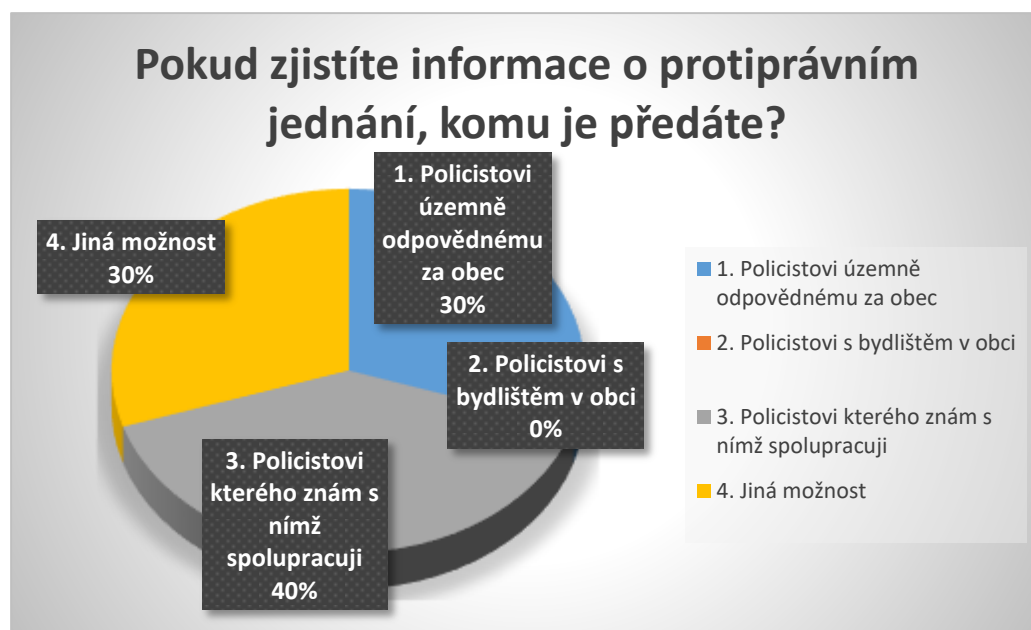 Pokud zjistíte informace o protiprávním
jednání, komu je předáte?
1. Policistovi
územně
odpovědnému
za obec
30%
4. Jiná možnost
30%
2. Policistovi s
bydlištěm v obci
0%
3. Policistovi
kterého znám s
nímž
spolupracuji
40%
1. Policistovi územně
odpovědnému za obec
2. Policistovi s bydlištěm v obci
3. Policistovi kterého znám s
nímž spolupracuji
4. Jiná možnost